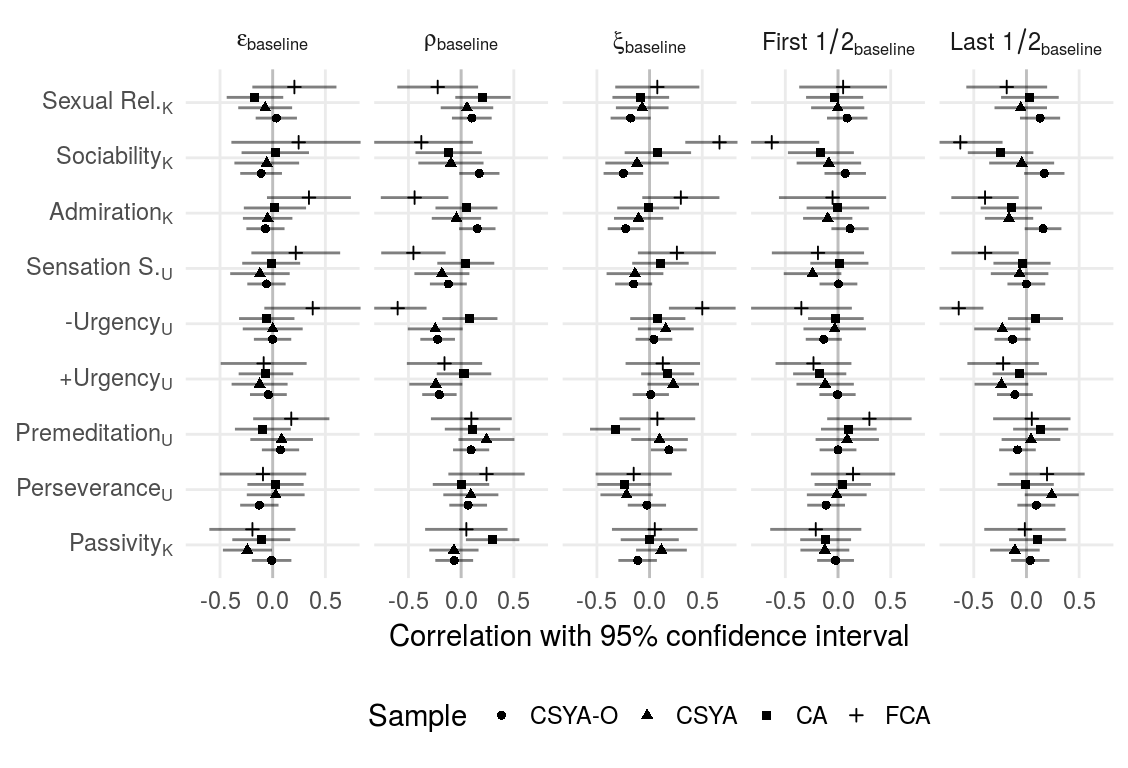 εbaseline ρbaseline ξbaseline First 1/2baseline Last 1/2baseline
Sexual Rel.K
SociabilityK
AdmirationK
Sensation S.U
-UrgencyU
+UrgencyU
PremeditationU
PerseveranceU
PassivityK
-0.5 0.0 0.5 -0.5 0.0 0.5 -0.5 0.0 0.5 -0.5 0.0 0.5 -0.5 0.0 0.5
Correlation with 95% confidence interval
Sample CSYA-O CSYA CA FCA